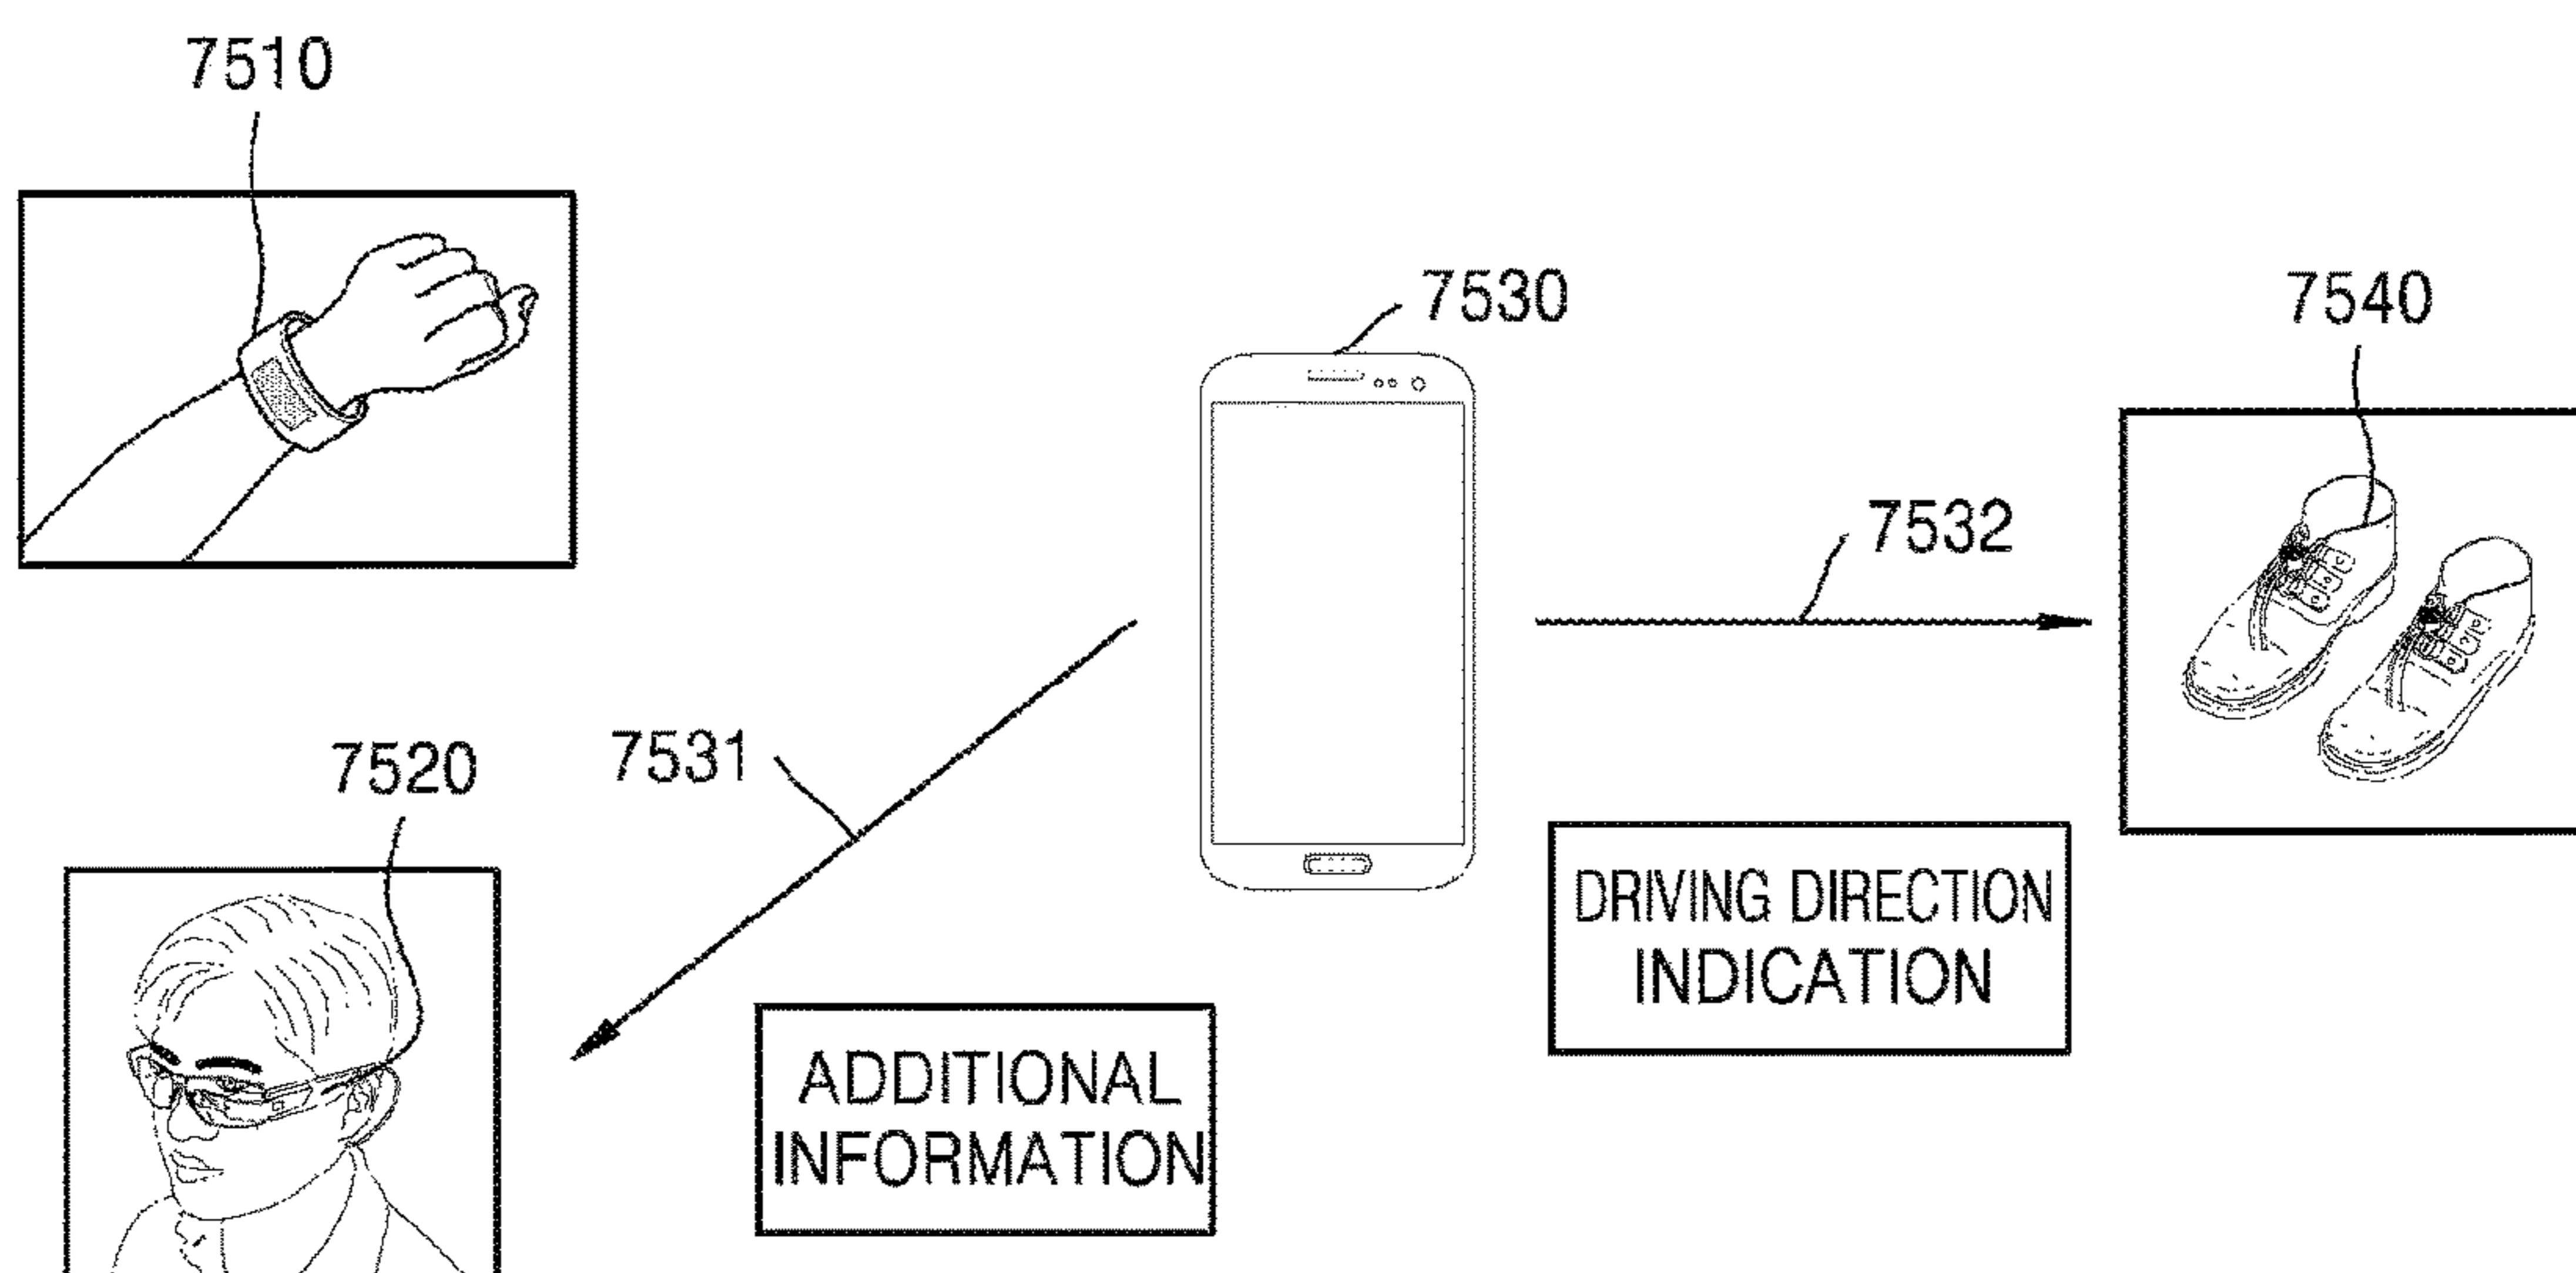 7510
7530
7540
7532
7531
7520
DRIVING DIRECTION
INDICATION
ADDITIONAL
INFORMATION